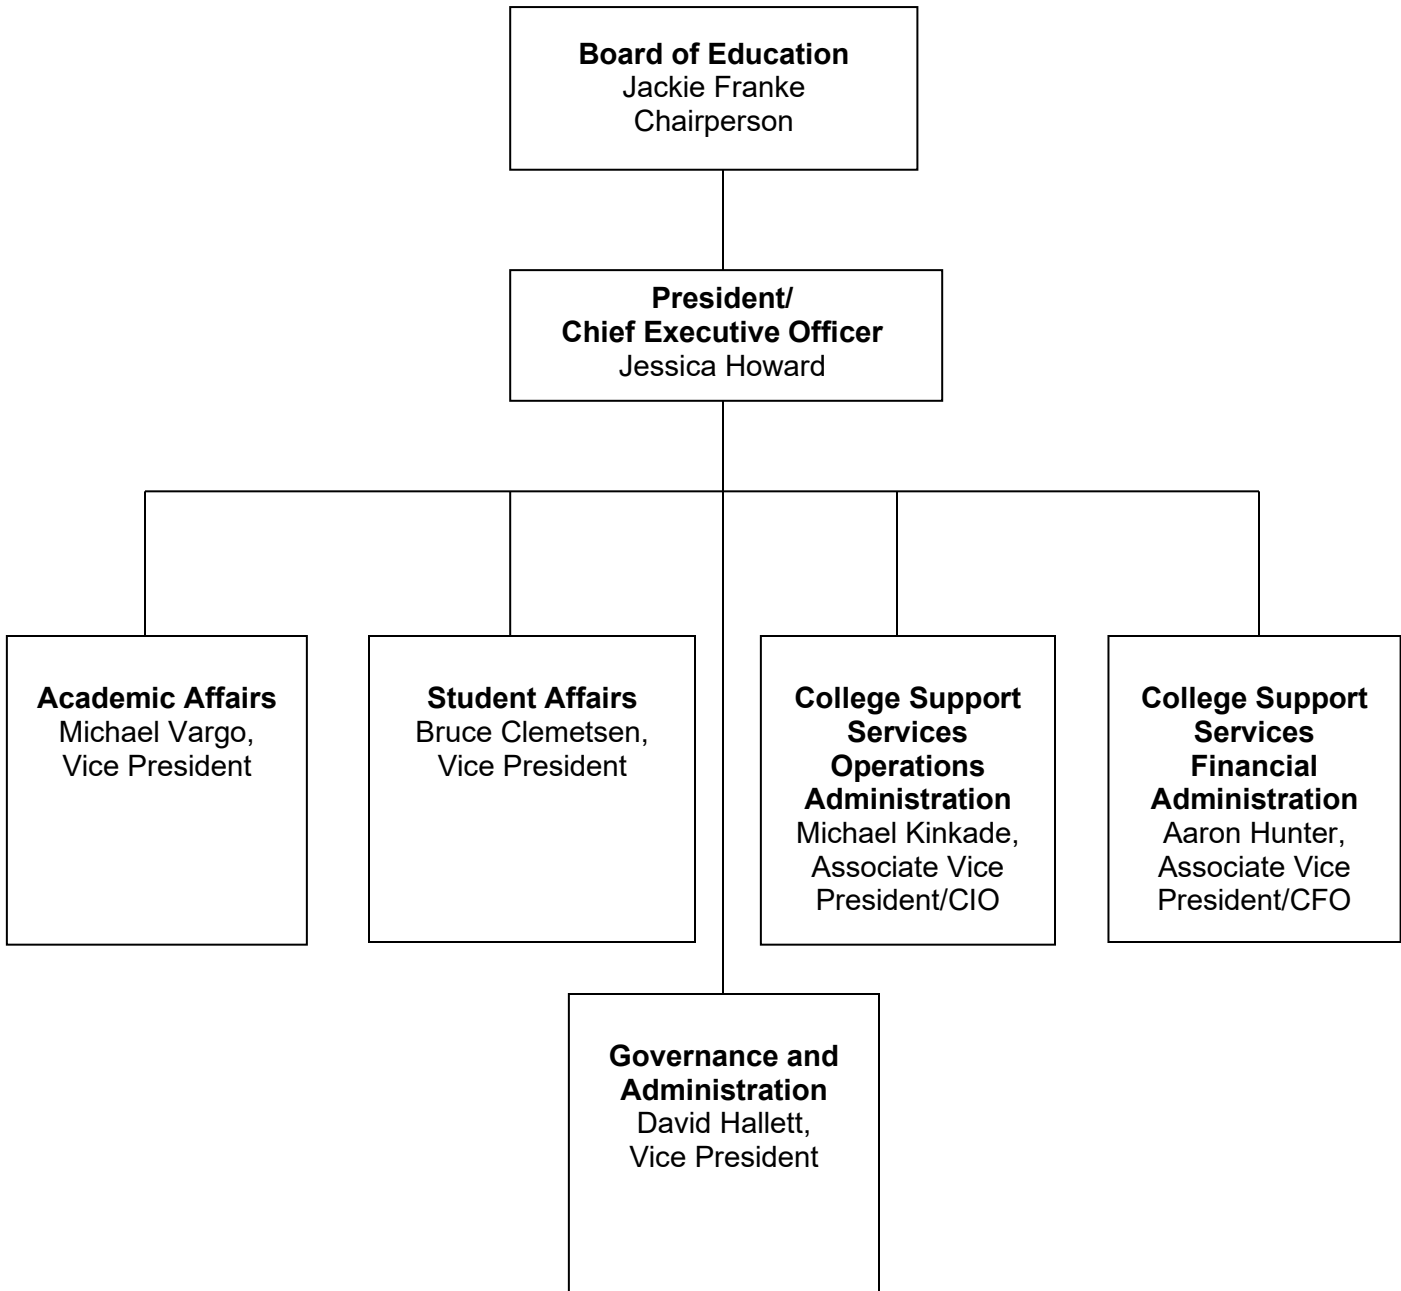 Board of Education
Jackie Franke
Chairperson
President/
Chief Executive Officer
Jessica Howard
Academic Affairs
Michael Vargo,
Vice President
Student Affairs
Bruce Clemetsen,
Vice President
College Support
Services
Operations
Administration
Michael Kinkade,
Associate Vice
President/CIO
College Support
Services
Financial
Administration
Aaron Hunter,
Associate Vice
President/CFO
Governance and
Administration
David Hallett,
Vice President